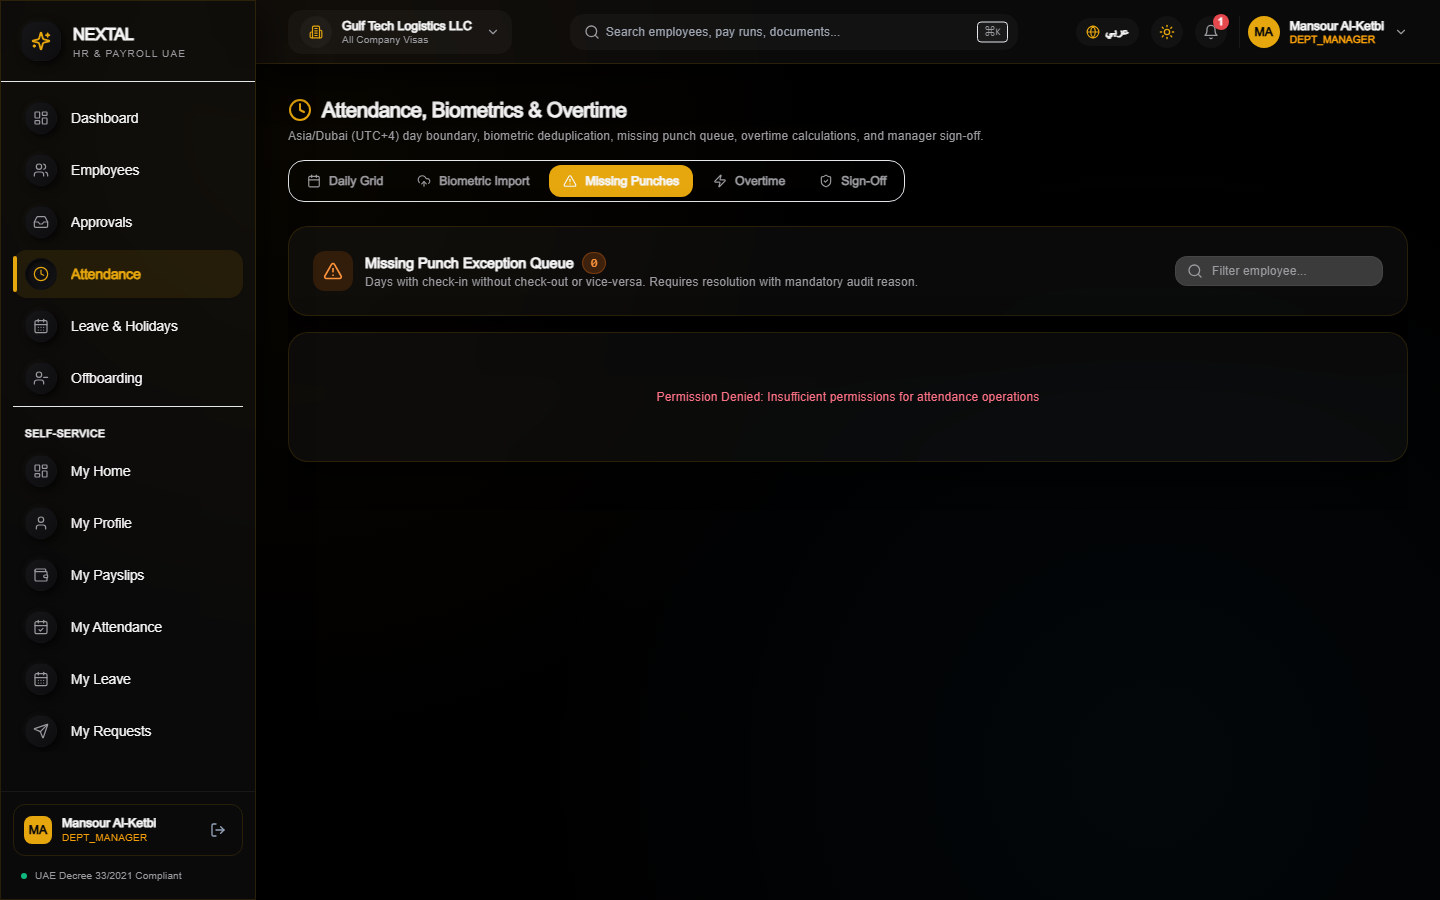 NEXTAL
HR & PAYROLL UAE
Dashboard
Employees
Approvals
Attendance
Leave & Holidays
Offboarding
SELF-SERVICE
My Home
My Profile
My Payslips
My Attendance
My Leave
My Requests
MA
Mansour Al-Ketbi
DEPT_MANAGER
UAE Decree 33/2021 Compliant
Gulf Tech Logistics LLC
All Company Visas
Search employees, pay runs, documents...
⌘K
عربي
1
MA
Mansour Al-Ketbi
DEPT_MANAGER
Attendance, Biometrics & Overtime
Asia/Dubai (UTC+4) day boundary, biometric deduplication, missing punch queue, overtime calculations, and manager sign-off.
Daily Grid
Biometric Import
Missing Punches
Overtime
Sign-Off
Missing Punch Exception Queue 0
Days with check-in without check-out or vice-versa. Requires resolution with mandatory audit reason.
Filter employee...
Permission Denied: Insufficient permissions for attendance operations